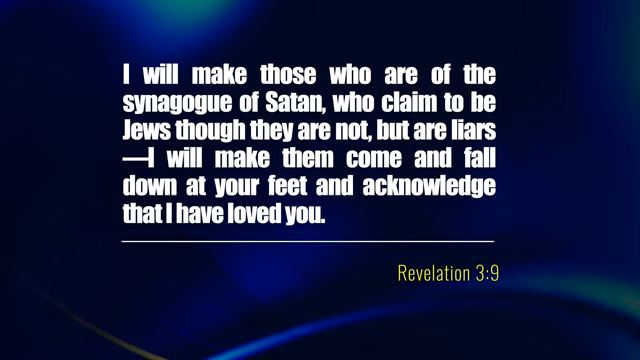 I will make those who are of the
synagogue of Satan, who claim to be
Jews though they are not, but are liars
—I will make them come and fall
down at your feet and acknowledge
that I have loved you.
Revelation 3:9